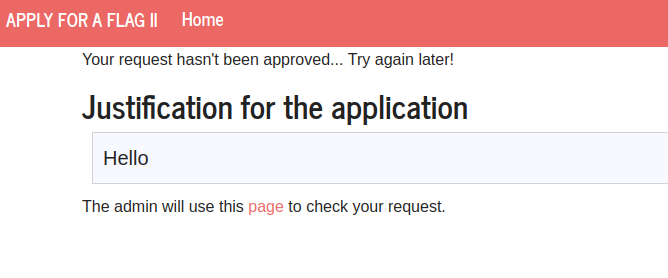 APPLY FOR A FLAG II Home
Your request hasn't been approved... Try again later!
Justification for the application
Hello
The admin will use this page to check your request.